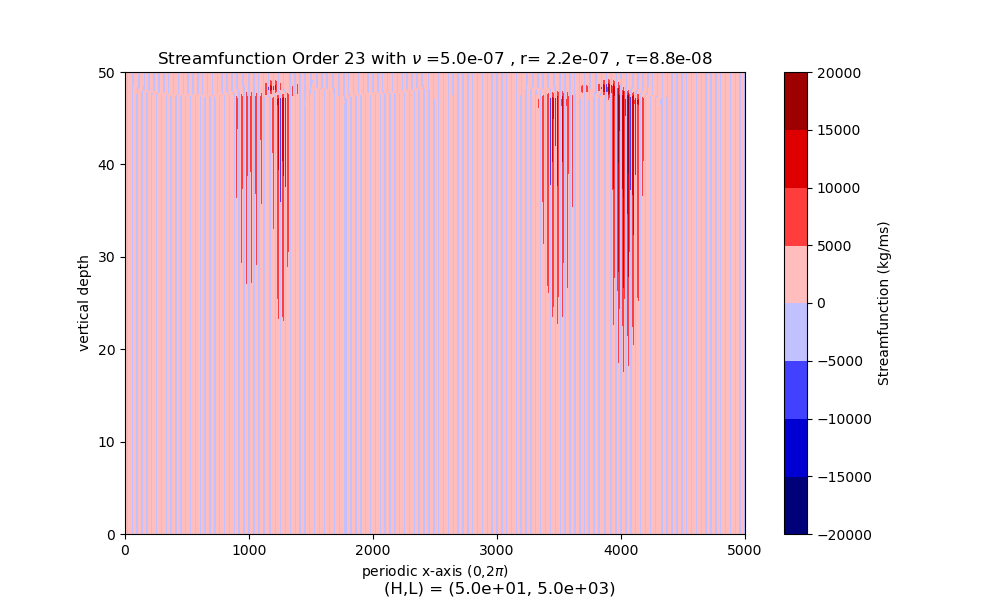 Streamfunction Order 23 with ν =5.0e-07 , r= 2.2e-07 , τ=8.8e-08
50
40
30
20
10
0
vertical depth
0 1000 2000 3000 4000 5000
periodic x-axis (0,2π)
(H,L) = (5.0e+01, 5.0e+03)
20000
15000
10000
5000
0
−5000
−10000
−15000
−20000
Streamfunction (kg/ms)